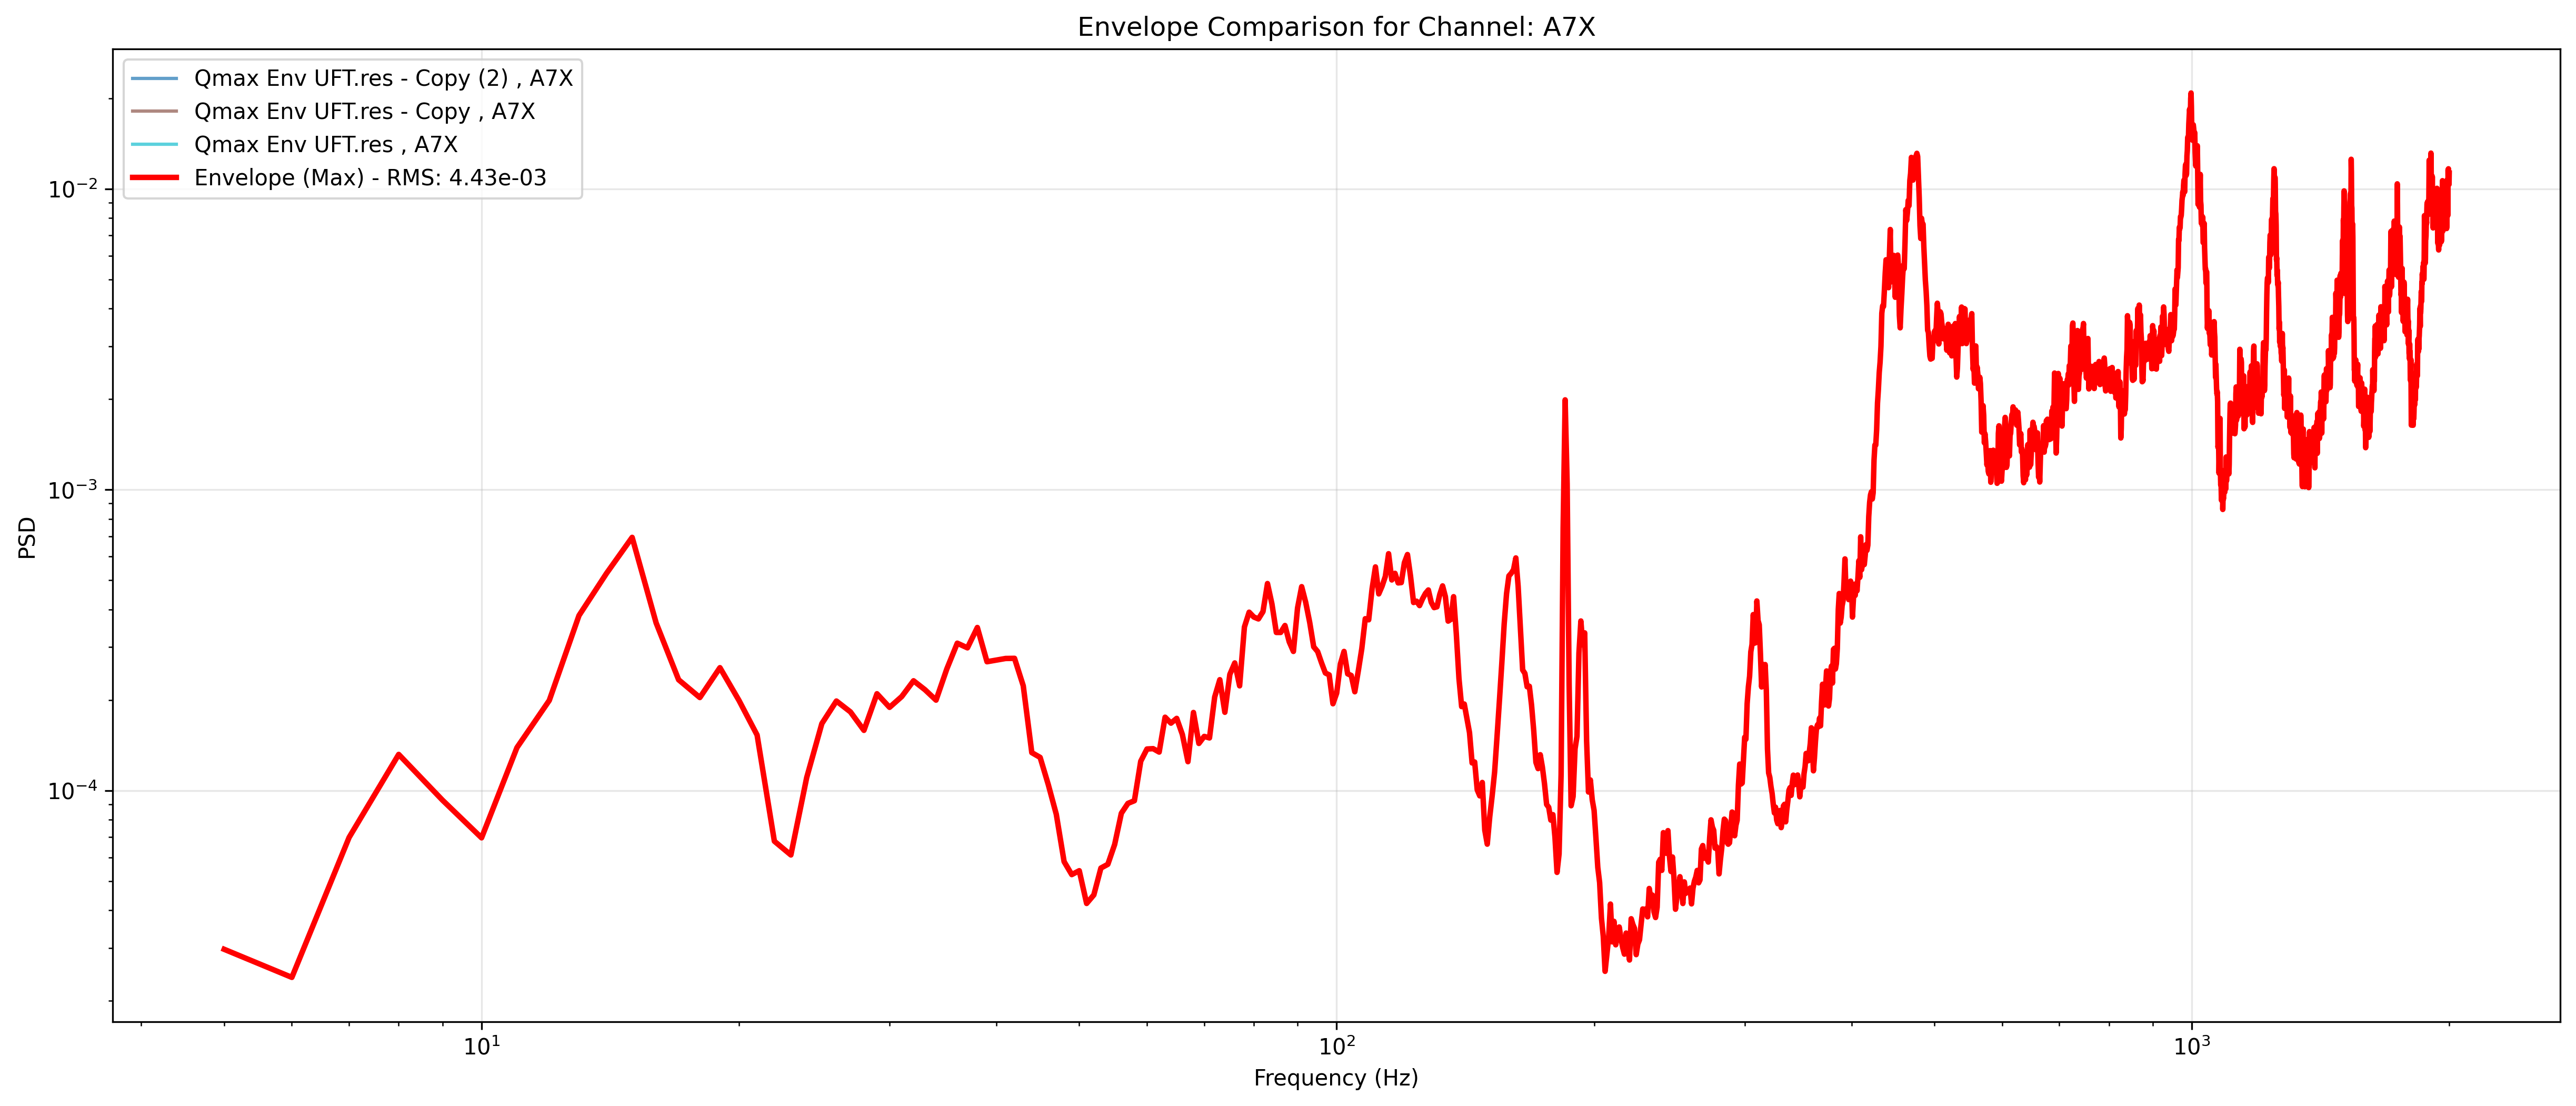 Envelope Comparison for Channel: A7X
Qmax Env UFT.res - Copy (2) , A7X
Qmax Env UFT.res - Copy , A7X
Qmax Env UFT.res , A7X
Envelope (Max) - RMS: 4.43e-03
PSD
10⁻²
10⁻³
10⁻⁴
10¹
10²
10³
Frequency (Hz)